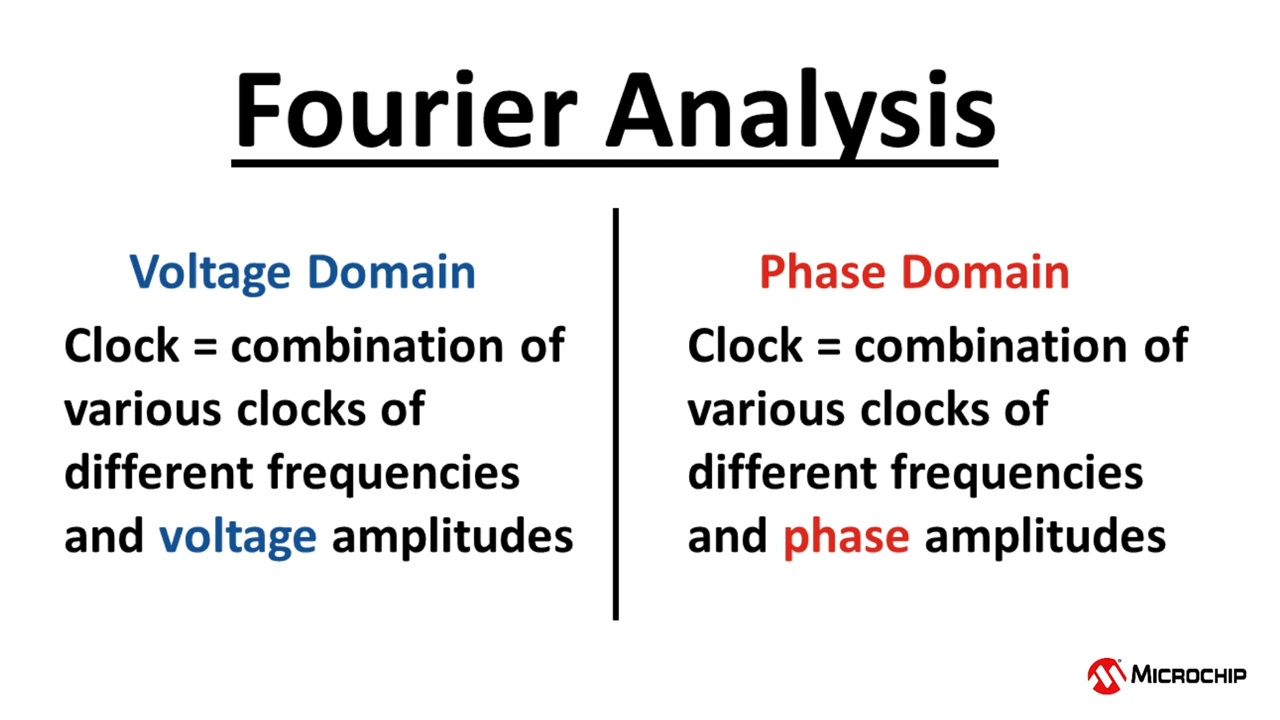 Fourier Analysis
Voltage Domain
Clock = combination of
various clocks of
different frequencies
and voltage amplitudes
Phase Domain
Clock = combination of
various clocks of
different frequencies
and phase amplitudes
MICROCHIP